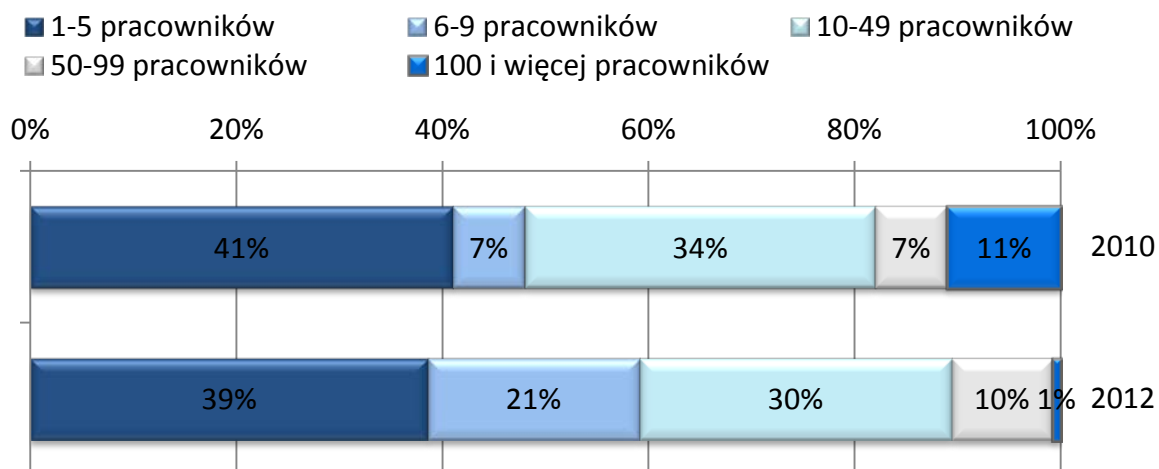 1-5 pracowników 6-9 pracowników 10-49 pracowników
50-99 pracowników 100 i więcej pracowników
0% 20% 40% 60% 80% 100%
41% 7% 34% 7% 11% 2010
39% 21% 30% 10% 1% 2012